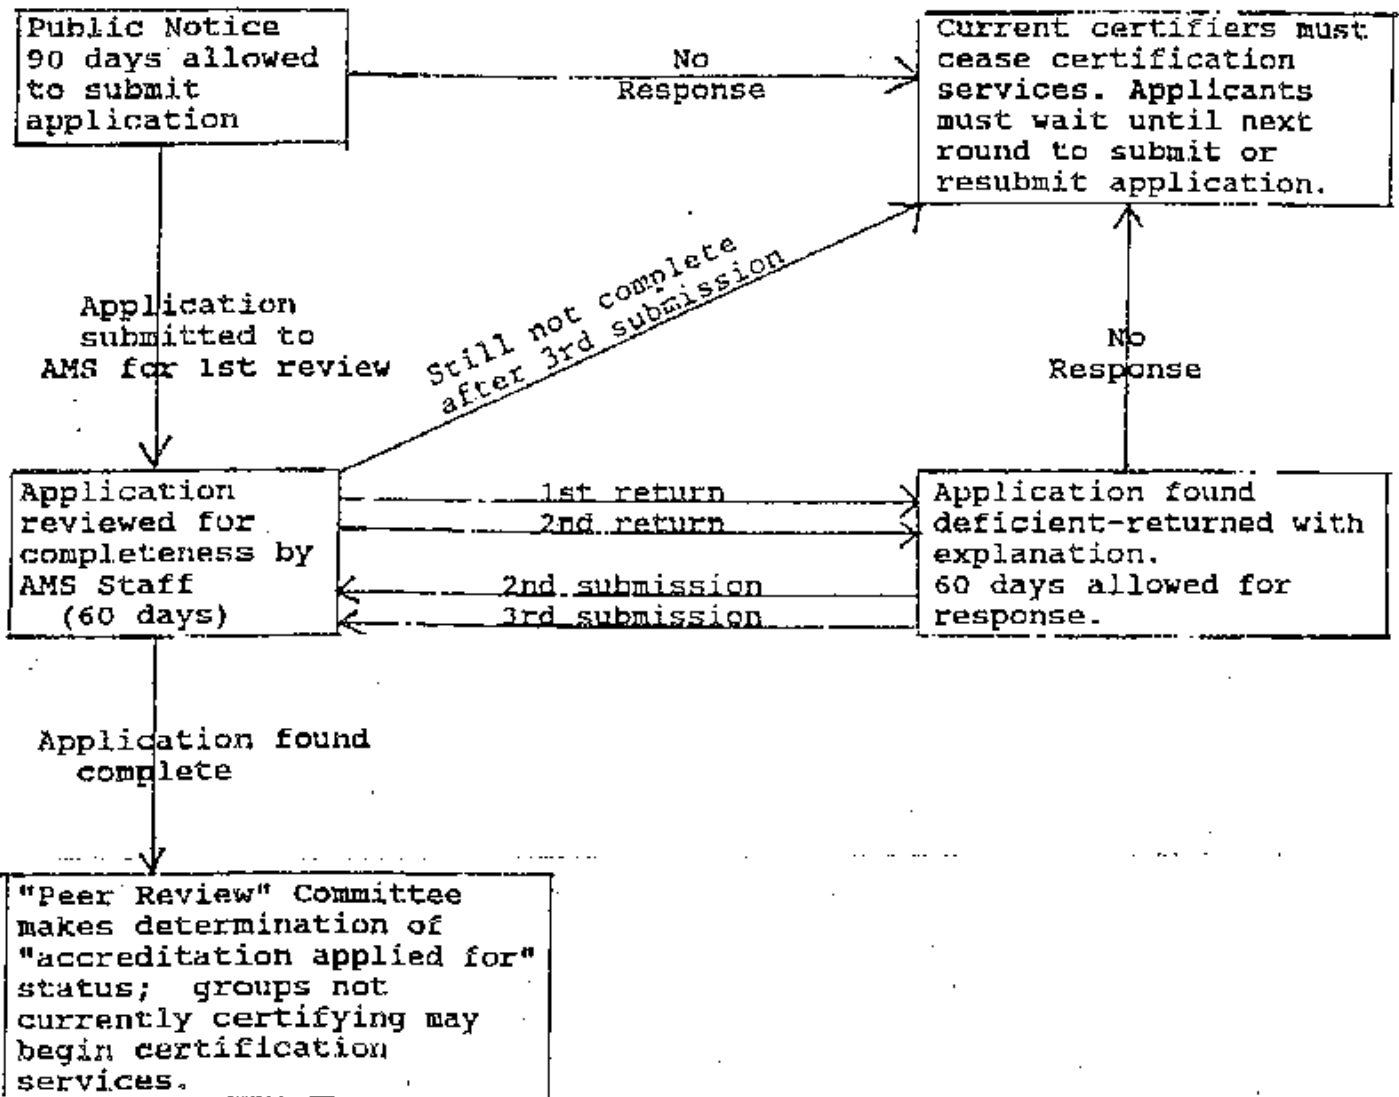 Public Notice
90 days allowed
to submit
application
No
Response
Current certifiers must
cease certification
services. Applicants
must wait until next
round to submit or
resubmit application.
Application
submitted to
AMS for 1st review
Still not complete
after 3rd submission
No
Response
Application
reviewed for
completeness by
AMS Staff
(60 days)
1st return
2nd return
2nd submission
3rd submission
Application found
deficient-returned with
explanation.
60 days allowed for
response.
Application found
complete
"Peer Review" Committee
makes determination of
"accreditation applied for"
status; groups not
currently certifying may
begin certification
services.